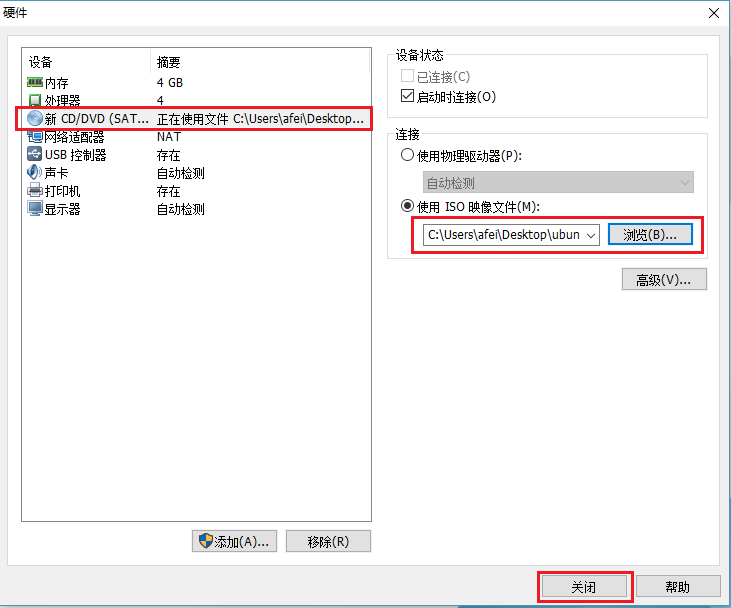 硬件
设备 摘要
内存 4 GB
处理器 4
新 CD/DVD (SAT... 正在使用文件 C:\Users\afei\Desktop...
网络适配器 NAT
USB 控制器 存在
声卡 自动检测
打印机 存在
显示器 自动检测
添加(A)... 移除(R)
设备状态
已连接(C)
启动时连接(O)
连接
使用物理驱动器(P):
自动检测
使用 ISO 映像文件(M):
C:\Users\afei\Desktop\ubun 浏览(B)...
高级(V)...
关闭 帮助